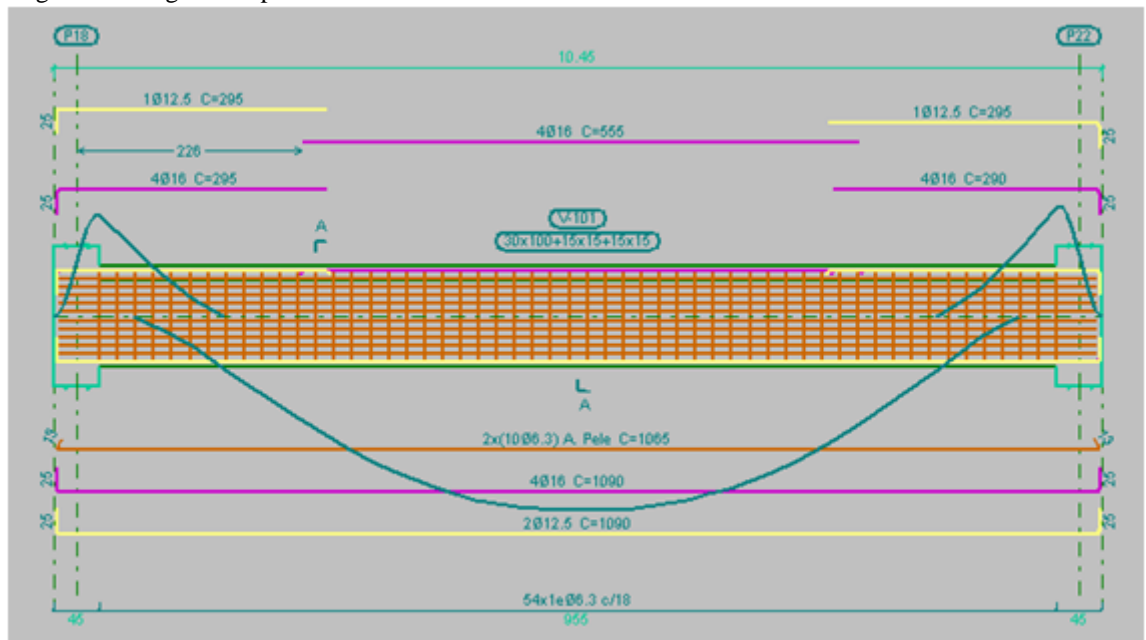 P18 P22
10.45
1Ø12.5 C=295
1Ø12.5 C=295
25
4Ø16 C=555
25
226
4Ø16 C=295
4Ø16 C=290
25
25
A
V-101
30x100+15x15+15x15
A
2x(10Ø6.3) A. Pele C=1065
25
4Ø16 C=1090
25
25
2Ø12.5 C=1090
25
54x1eØ6.3 c/18
45 955 45